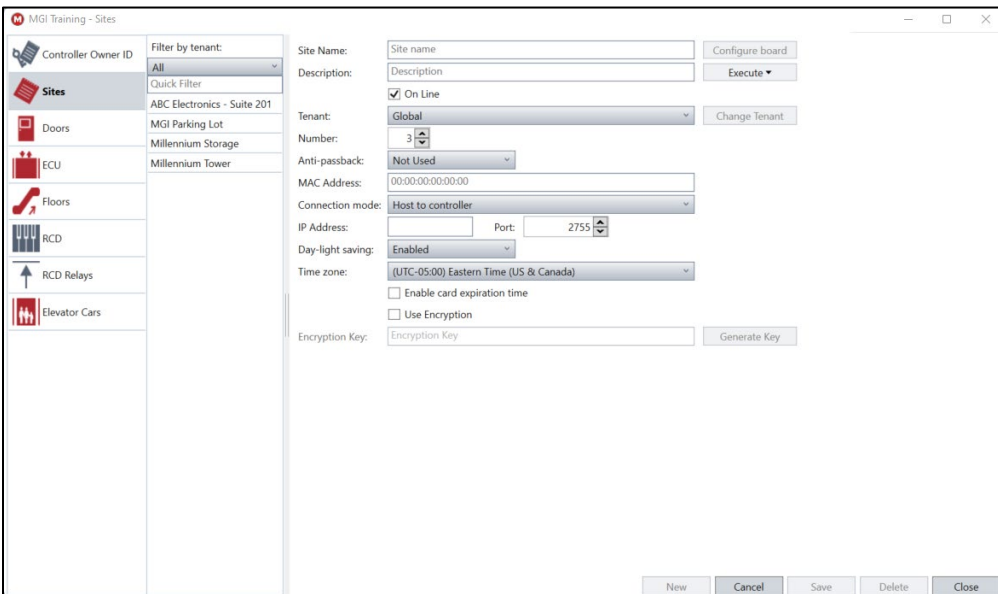 MGI Training - Sites
Controller Owner ID
Sites
Doors
ECU
Floors
RCD
RCD Relays
Elevator Cars
Filter by tenant:
All
Quick Filter
ABC Electronics - Suite 201
MGI Parking Lot
Millennium Storage
Millennium Tower
Site Name: Site name Configure board
Description: Description Execute
On Line
Tenant: Global Change Tenant
Number: 3
Anti-passback: Not Used
MAC Address: 00:00:00:00:00:00
Connection mode: Host to controller
IP Address: Port: 2755
Day-light saving: Enabled
Time zone: (UTC-05:00) Eastern Time (US & Canada)
Enable card expiration time
Use Encryption
Encryption Key: Encryption Key Generate Key
New Cancel Save Delete Close